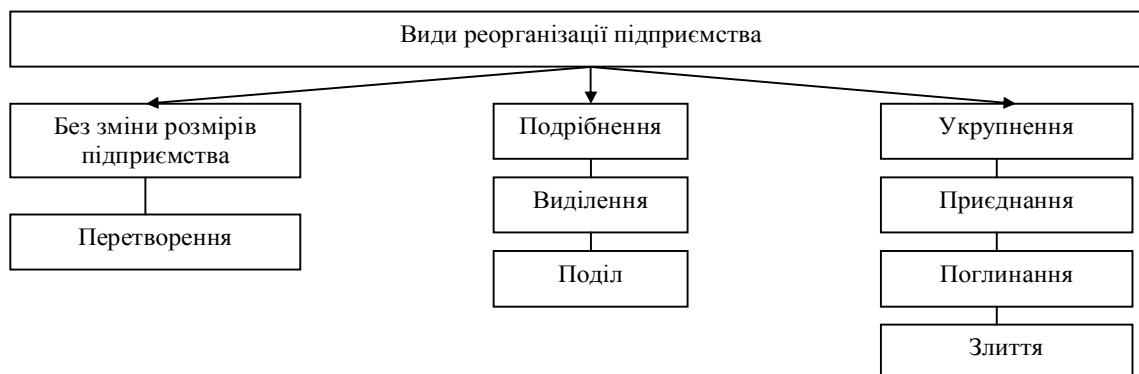 Види реорганізації підприємства
Без зміни розмірів
підприємства
Перетворення
Подрібнення
Виділення
Поділ
Укрупнення
Приєднання
Поглинання
Злиття